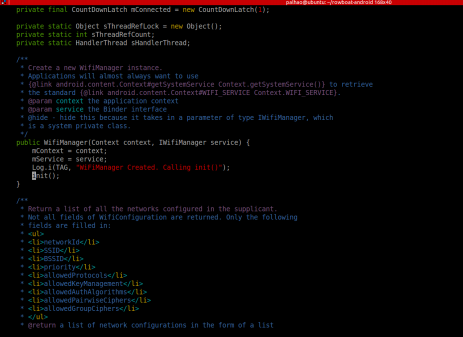 palhao@ubuntu: ~/rowboat-android 168x40
private final CountDownLatch mConnected = new CountDownLatch(1);
private static Object sThreadRefLock = new Object();
private static int sThreadRefCount;
private static HandlerThread sHandlerThread;
/**
* Create a new WifiManager instance.
* Applications will almost always want to use
* {@link android.content.Context#getSystemService Context.getSystemService()} to retrieve
* the standard {@link android.content.Context#WIFI_SERVICE Context.WIFI_SERVICE}.
* @param context the application context
* @param service the Binder interface
* @hide - hide this because it takes in a parameter of type IWifiManager, which
* is a system private class.
*/
public WifiManager(Context context, IWifiManager service) {
mContext = context;
mService = service;
Log.i(TAG, "WifiManager Created. Calling init()");
init();
}
/**
* Return a list of all the networks configured in the supplicant.
* Not all fields of WifiConfiguration are returned. Only the following
* fields are filled in:
* <ul>
* <li>networkId</li>
* <li>SSID</li>
* <li>BSSID</li>
* <li>priority</li>
* <li>allowedProtocols</li>
* <li>allowedKeyManagement</li>
* <li>allowedAuthAlgorithms</li>
* <li>allowedPairwiseCiphers</li>
* <li>allowedGroupCiphers</li>
* </ul>
* @return a list of network configurations in the form of a list